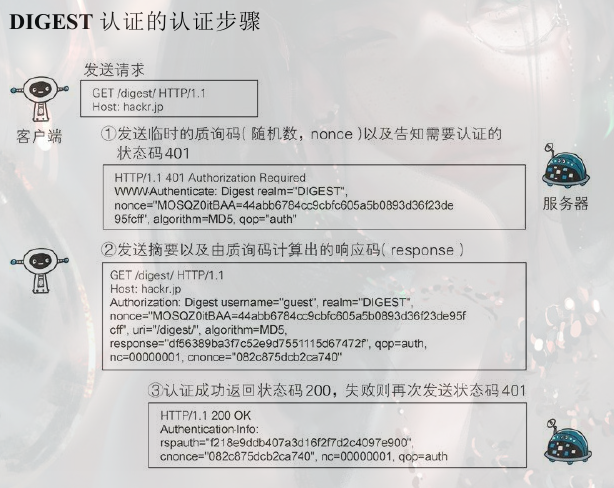 DIGEST 认证的认证步骤
发送请求
GET /digest/ HTTP/1.1
Host: hackr.jp
客户端
①发送临时的质询码(随机数，nonce)以及告知需要认证的
状态码401
HTTP/1.1 401 Authorization Required
WWW-Authenticate: Digest realm="DIGEST",
nonce="MOSQZ0itBAA=44abb6784cc9cbfc605a5b0893d36f23de
95fcff", algorithm=MD5, qop="auth"
服务器
②发送摘要以及由质询码计算出的响应码(response)
GET /digest/ HTTP/1.1
Host: hackr.jp
Authorization: Digest username="guest", realm="DIGEST",
nonce="MOSQZ0itBAA=44abb6784cc9cbfc605a5b0893d36f23de95f
cff", uri="/digest/", algorithm=MD5,
response="df56389ba3f7c52e9d7551115d67472f", qop=auth,
nc=00000001, cnonce="082c875dcb2ca740"
③认证成功返回状态码200，失败则再次发送状态码401
HTTP/1.1 200 OK
Authentication-Info:
rspauth="f218e9ddb407a3d16f2f7d2c4097e900",
cnonce="082c875dcb2ca740", nc=00000001, qop=auth